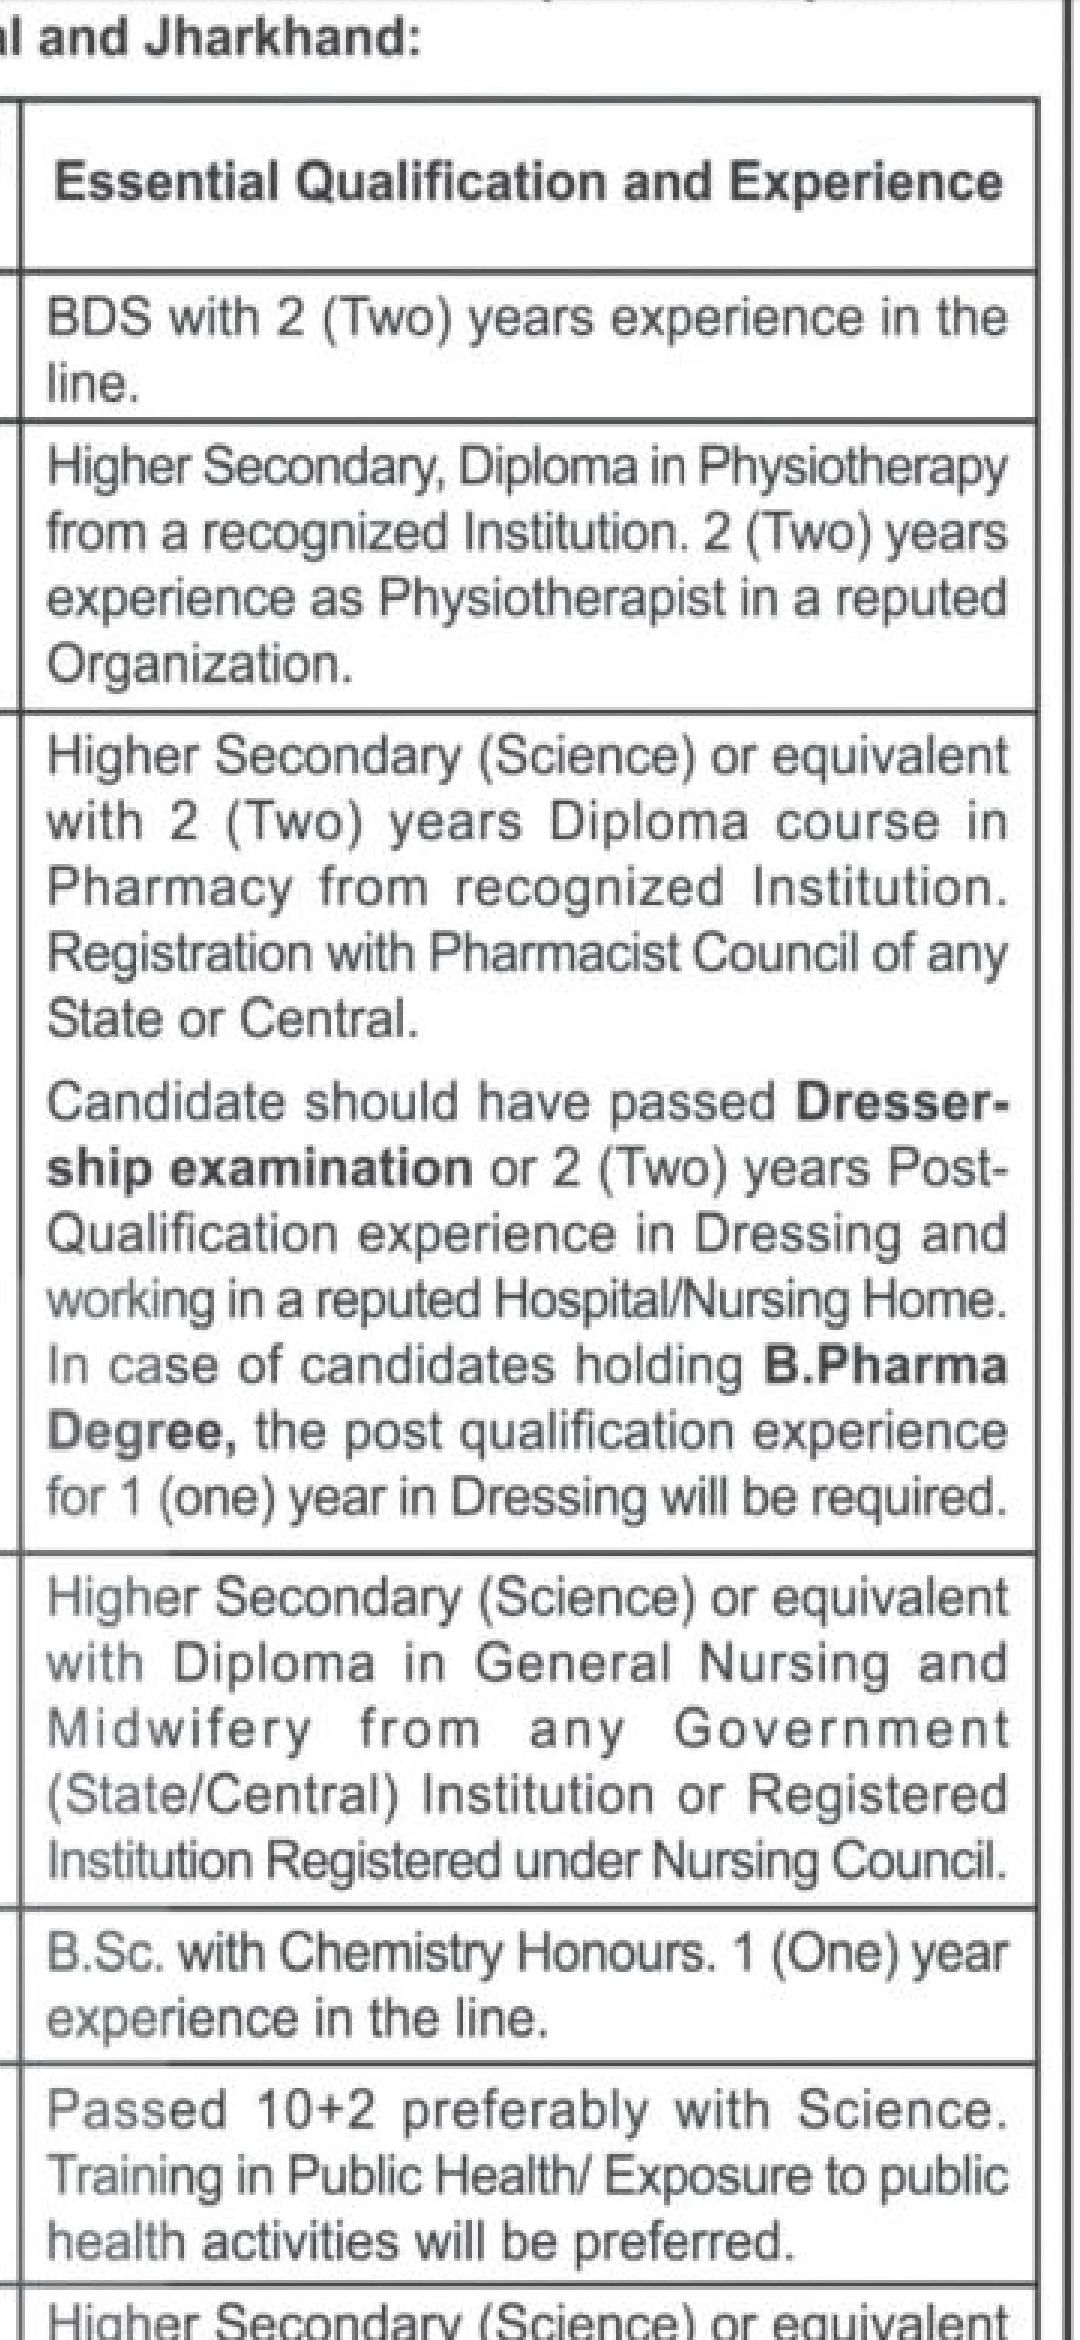 al and Jharkhand:
Essential Qualification and Experience
BDS with 2 (Two) years experience in the
line.
Higher Secondary, Diploma in Physiotherapy
from a recognized Institution. 2 (Two) years
experience as Physiotherapist in a reputed
Organization.
Higher Secondary (Science) or equivalent
with 2 (Two) years Diploma course in
Pharmacy from recognized Institution.
Registration with Pharmacist Council of any
State or Central.
Candidate should have passed Dresser-
ship examination or 2 (Two) years Post-
Qualification experience in Dressing and
working in a reputed Hospital/Nursing Home.
In case of candidates holding B.Pharma
Degree, the post qualification experience
for 1 (one) year in Dressing will be required.
Higher Secondary (Science) or equivalent
with Diploma in General Nursing and
Midwifery from any Government
(State/Central) Institution or Registered
Institution Registered under Nursing Council.
B.Sc. with Chemistry Honours. 1 (One) year
experience in the line.
Passed 10+2 preferably with Science.
Training in Public Health/ Exposure to public
health activities will be preferred.
Higher Secondary (Science) or equivalent